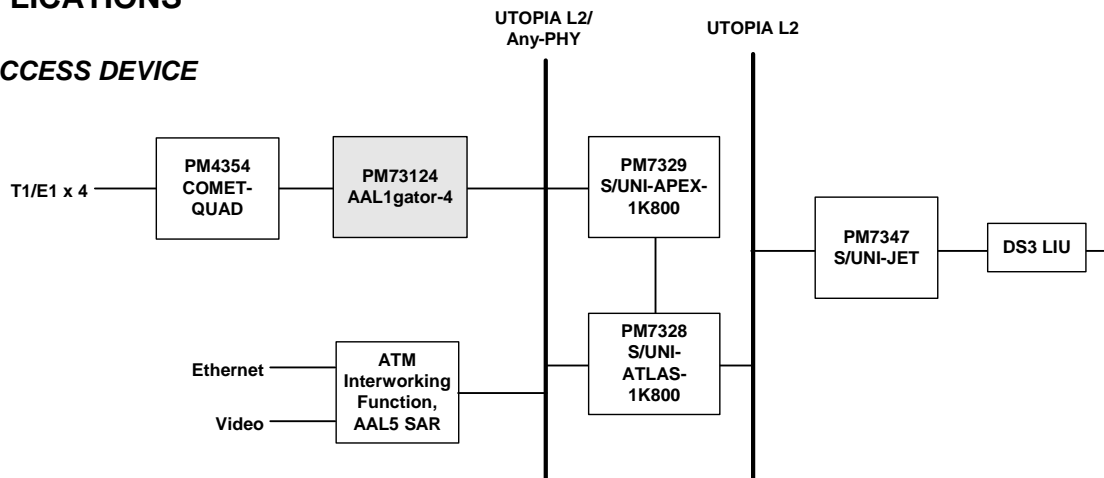 LICATIONS
CCESS DEVICE
UTOPIA L2/
Any-PHY
UTOPIA L2
T1/E1 x 4
PM4354
COMET-
QUAD
PM73124
AAL1gator-4
PM7329
S/UNI-APEX-
1K800
PM7347
S/UNI-JET
DS3 LIU
Ethernet
Video
ATM
Interworking
Function,
AAL5 SAR
PM7328
S/UNI-
ATLAS-
1K800